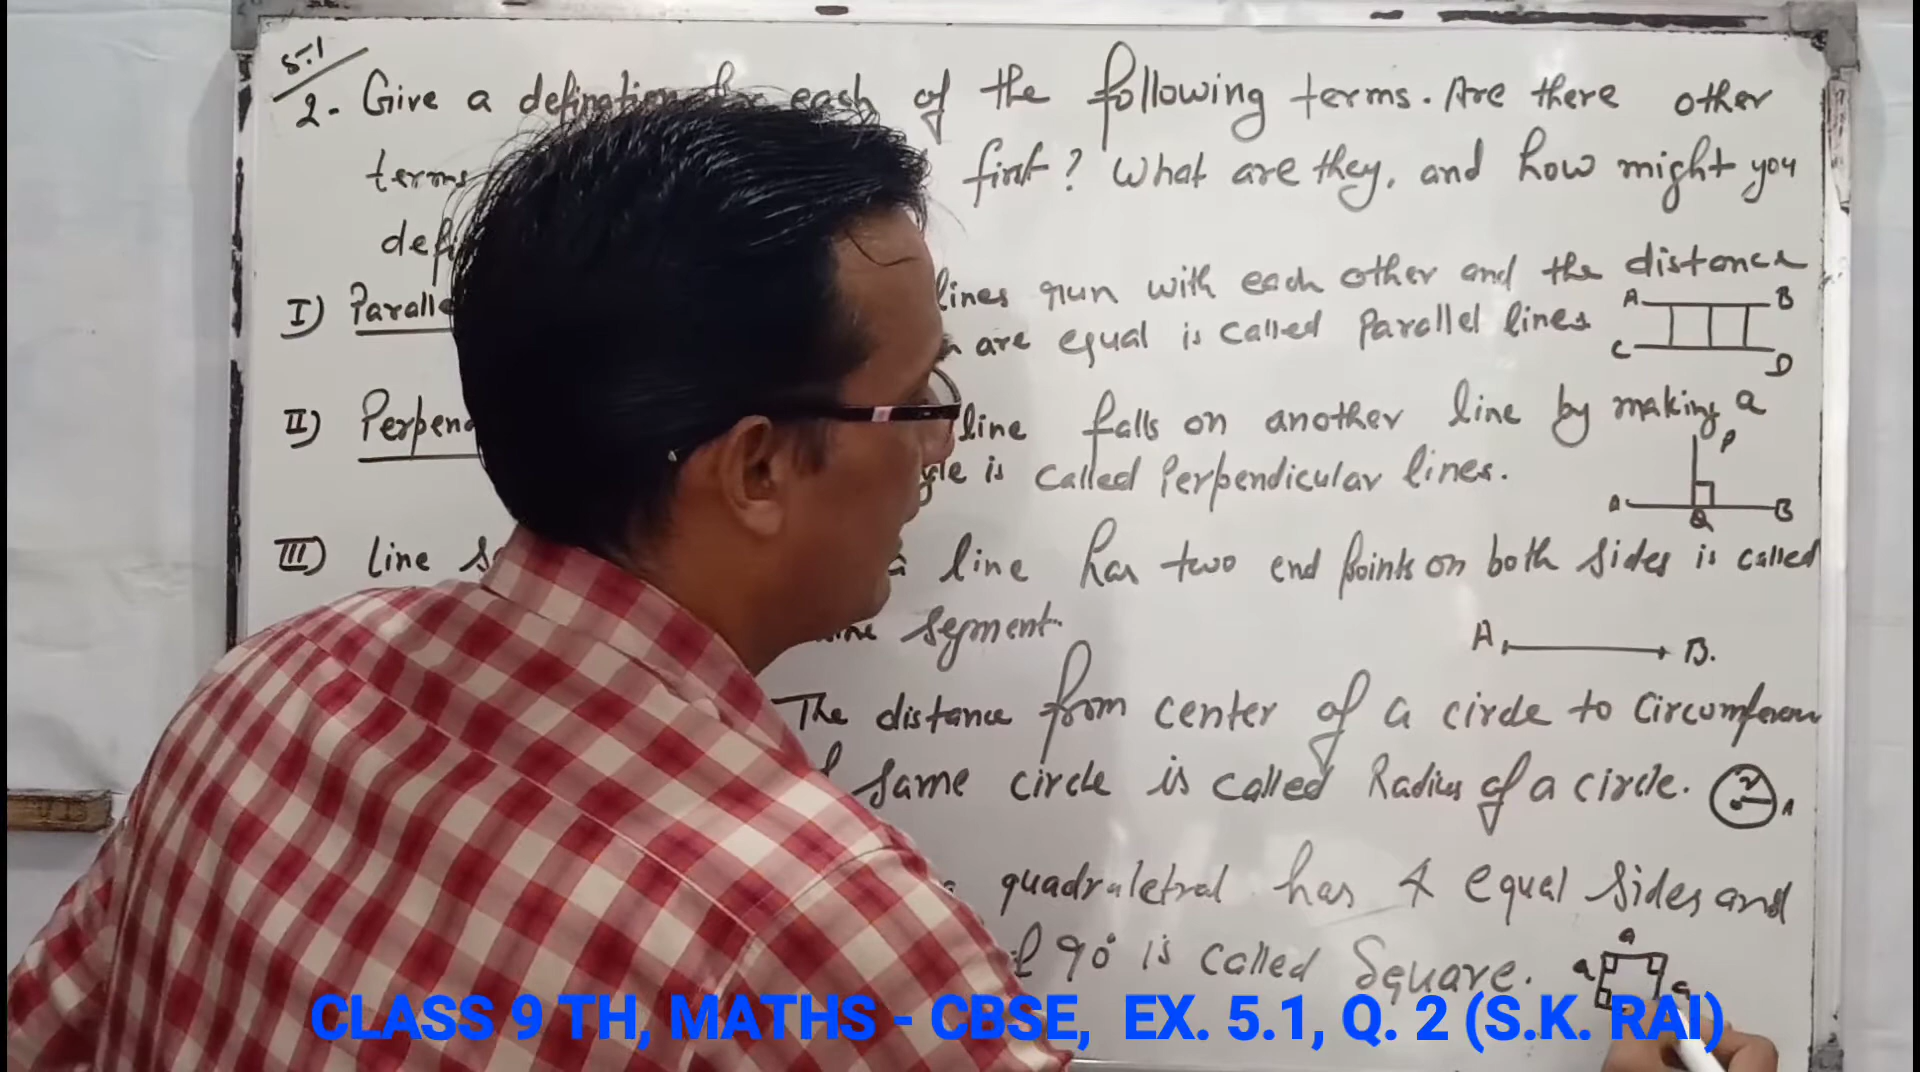 5.1
2- Give a defination for each of the following terms. Are there other
terms first? What are they, and how might you
defi
I) Paralle lines run with each other and the distance
are equal is called Parallel lines
A B
C D
II) Perpend line falls on another line by making a
gle is called Perpendicular lines.
P
A Q B
III) Line s a line has two end points on both sides is called
line segment.
A B.
The distance from center of a circle to circumferen
of same circle is called Radius of a circle.
r A
quadraletral has 4 equal sides and
90° is called Square.
a
a a
CLASS 9 TH, MATHS - CBSE, EX. 5.1, Q. 2 (S.K. RAI)